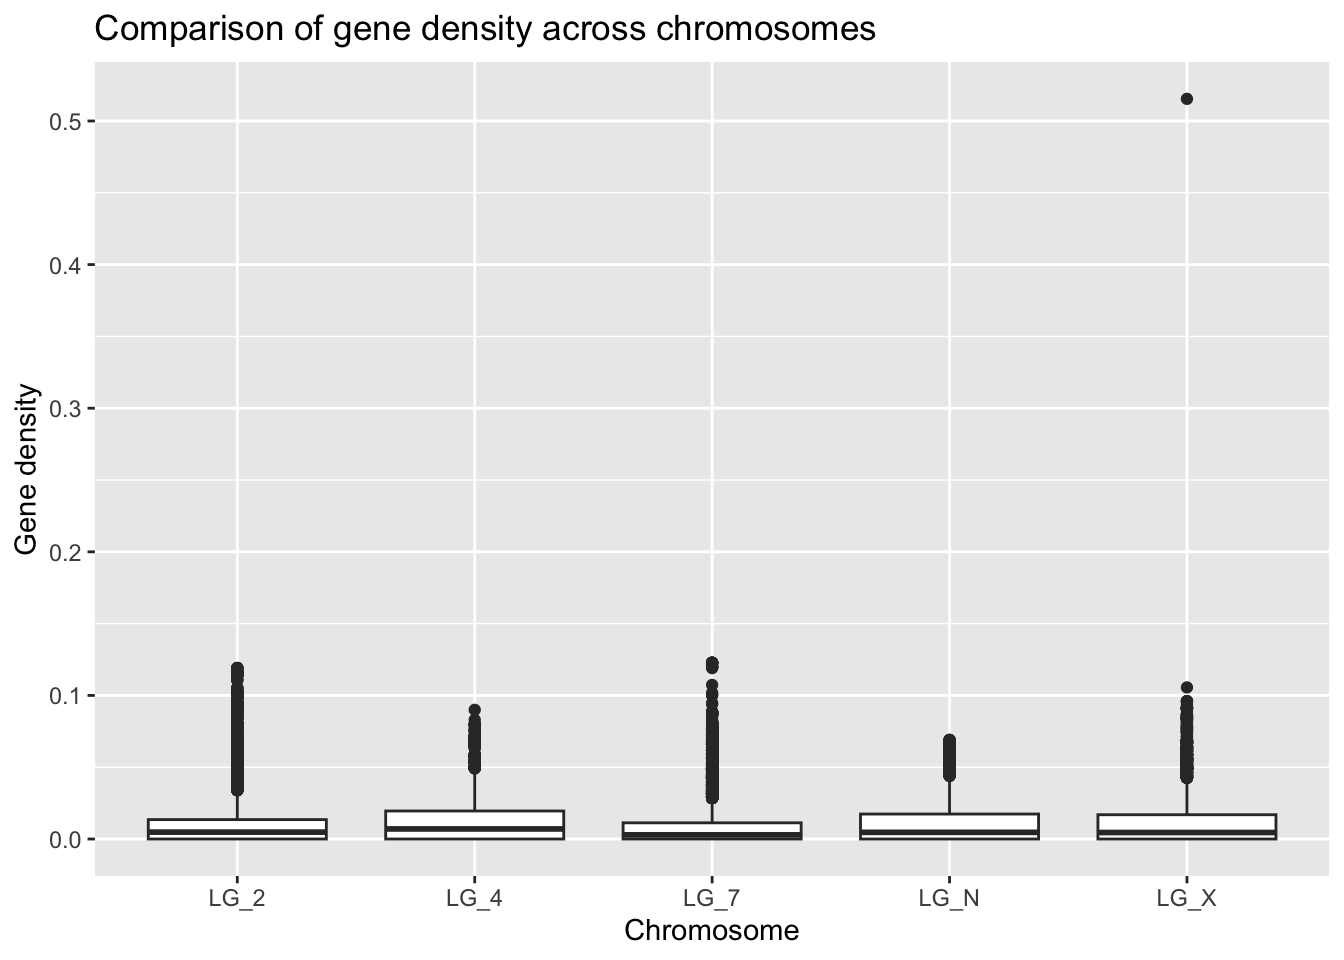 Comparison of gene density across chromosomes
Gene density
0.5
0.4
0.3
0.2
0.1
0.0
LG_2 LG_4 LG_7 LG_N LG_X
Chromosome